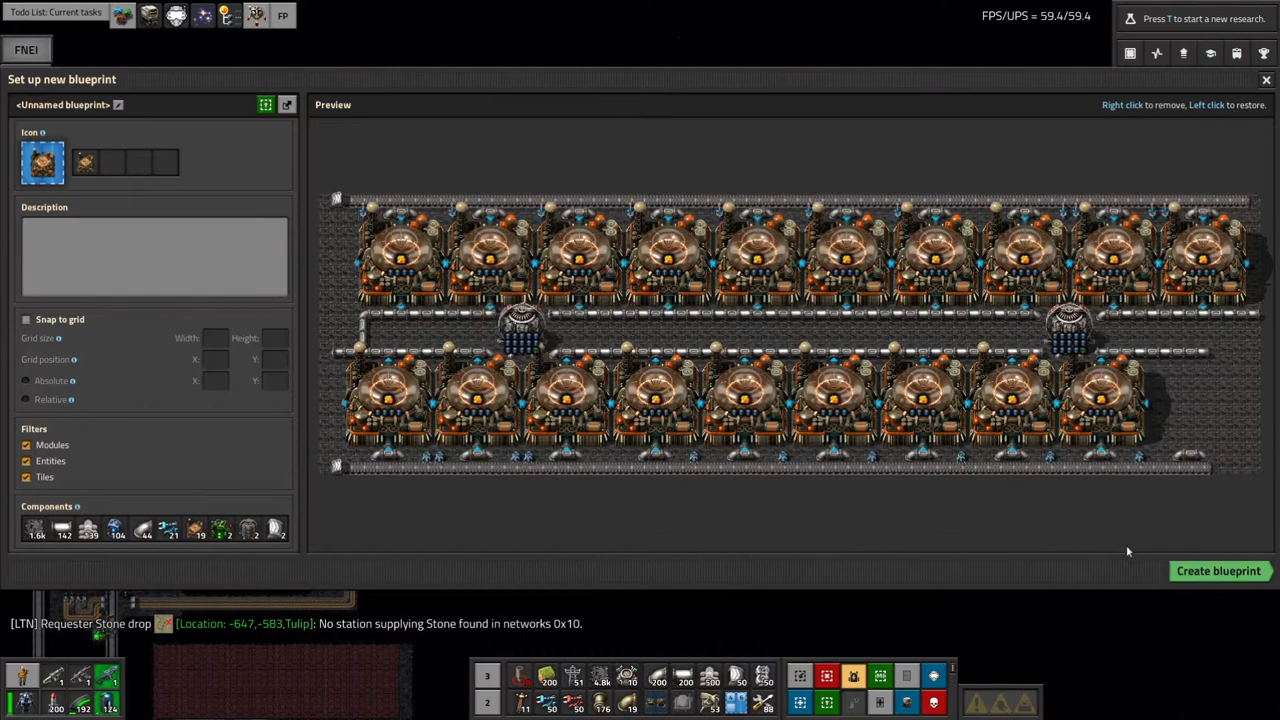 Todo List: Current tasks
FP
FPS/UPS = 59.4/59.4
Press T to start a new research.
FNEI
Set up new blueprint
<Unnamed blueprint>
Preview
Right click to remove, Left click to restore.
Icon
Description
Snap to grid
Grid size
Width:
Height:
Grid position
X:
Y:
Absolute
X:
Y:
Relative
Filters
Modules
Entities
Tiles
Components
1.6k 142 39 104 44 21 19 2 2 2
Create blueprint
[LTN] Requester Stone drop [Location: -647,-583,Tulip]: No station supplying Stone found in networks 0x10.
3 200 51 4.8k 10 200 200 500 50 50
200 192 124
2 11 50 50 176 19 53 88